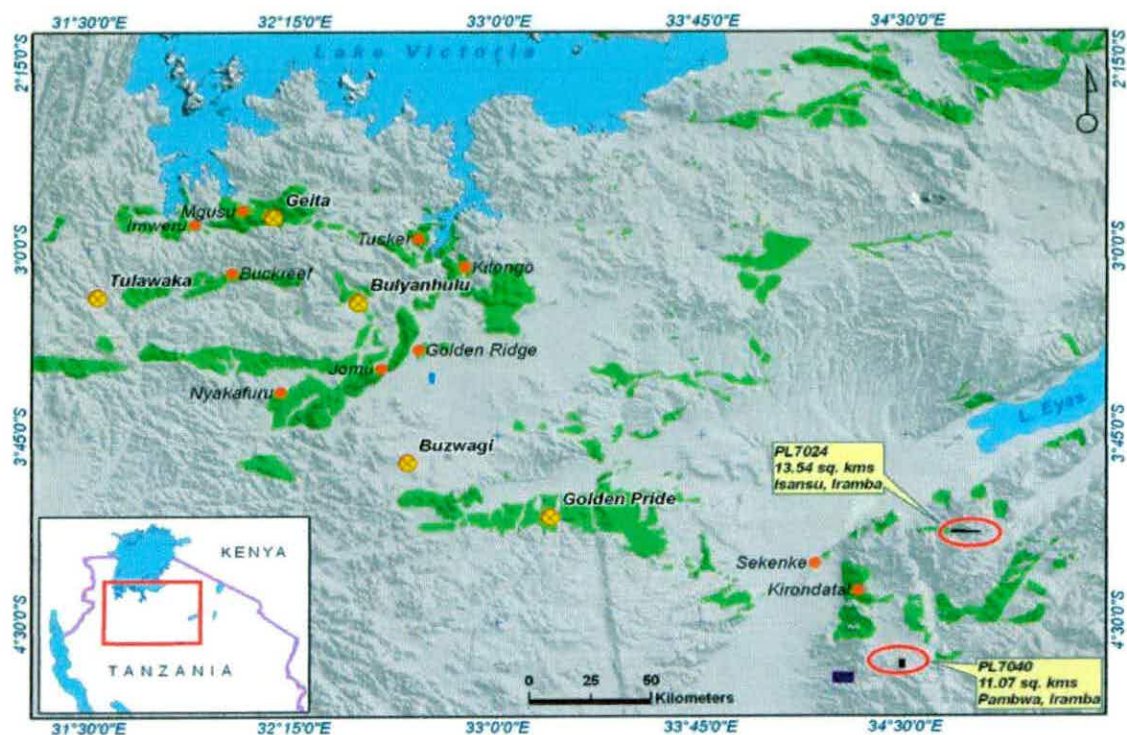 31°30'0"E 32°15'0"E 33°0'0"E 33°45'0"E 34°30'0"E
2°15'0"S 2°15'0"S
Lake Victoria
Geita
Mgusu
Imweru
Tusker
3°0'0"S 3°0'0"S
Kitongo
Buckreef
Tulawaka
Bulyanhulu
Golden Ridge
Jomu
Nyakafuru
L. Eyasi
3°45'0"S 3°45'0"S
Buzwagi
PL7024
13.54 sq. kms
Isansu, Iramba
Golden Pride
Sekenke
Kirondatal
KENYA
TANZANIA
4°30'0"S 4°30'0"S
PL7040
11.07 sq. kms
Pambwa, Iramba
0 25 50
Kilometers
31°30'0"E 32°15'0"E 33°0'0"E 33°45'0"E 34°30'0"E